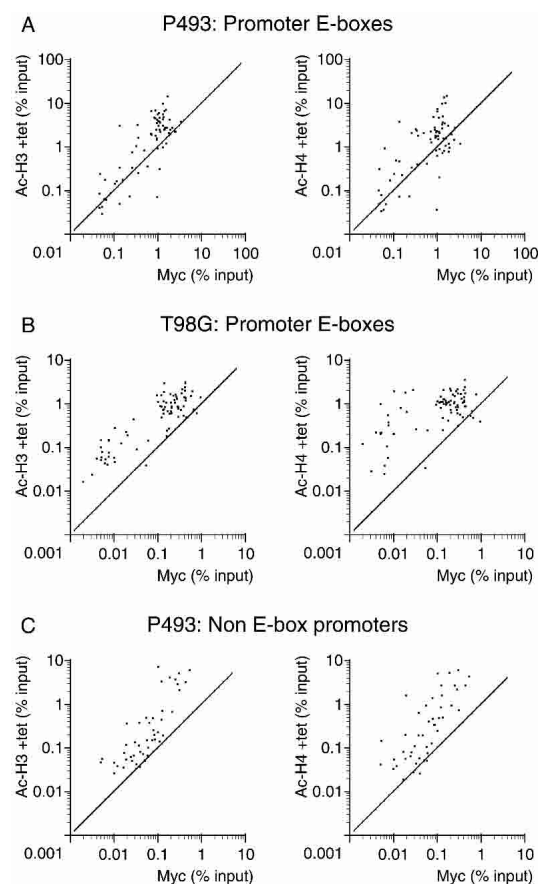 A P493: Promoter E-boxes
Ac-H3 +tet (% input)
100
10
1
0.1
0.01
0.1 1 10 100
Myc (% input)
Ac-H4 +tet (% input)
100
10
1
0.1
0.01
0.1 1 10 100
Myc (% input)
B T98G: Promoter E-boxes
Ac-H3 +tet (% input)
10
1
0.1
0.01
0.001
0.01 0.1 1 10
Myc (% input)
Ac-H4 +tet (% input)
10
1
0.1
0.01
0.001
0.01 0.1 1 10
Myc (% input)
C P493: Non E-box promoters
Ac-H3 +tet (% input)
10
1
0.1
0.01
0.001
0.01 0.1 1 10
Myc (% input)
Ac-H4 +tet (% input)
10
1
0.1
0.01
0.001
0.01 0.1 1 10
Myc (% input)